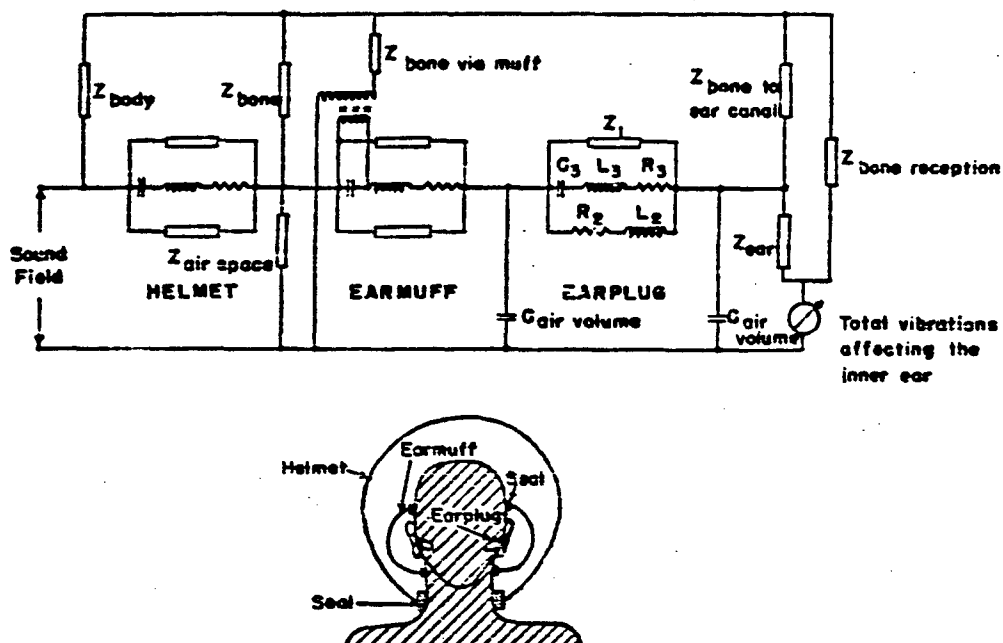 Z bone via muff
Z body
Z bone
Z bone to
ear canal
Z bone reception
Z1
C3 L3 R3
R2 L2
Sound
Field
Z air space
Z ear
HELMET
EARMUFF
EARPLUG
C air volume
C air
volume
Total vibrations
affecting the
inner ear
Earmuff
Helmet
Seal
Earplug
Seal